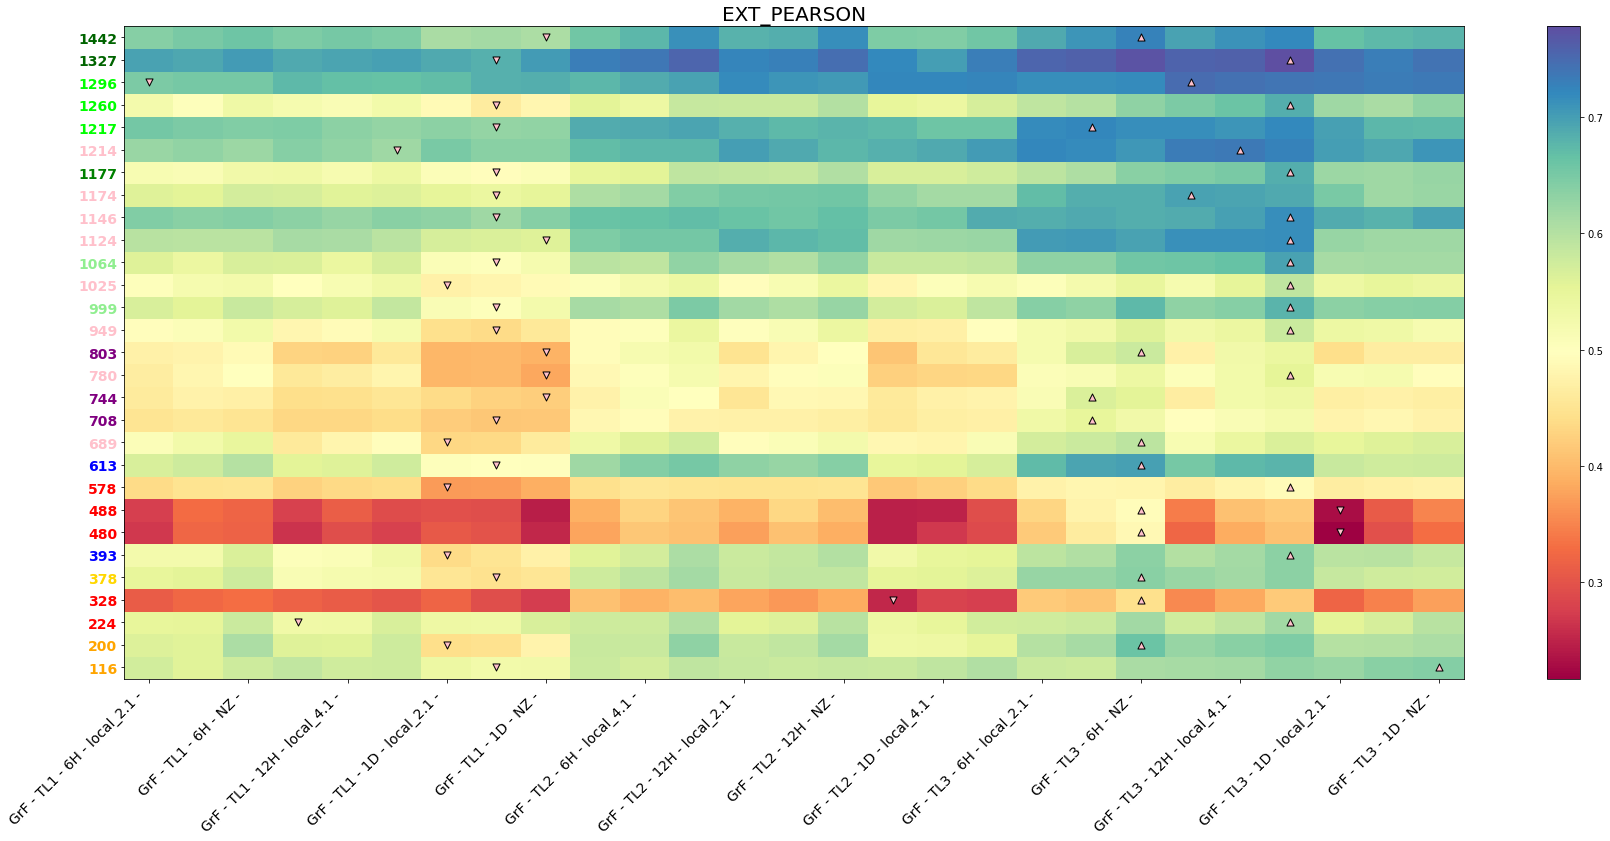 EXT_PEARSON
1442
1327
1296
1260
1217
1214
1177
1174
1146
1124
1064
1025
999
949
803
780
744
708
689
613
578
488
480
393
378
328
224
200
116
0.7
0.6
0.5
0.4
0.3
GrF - TL1 - 6H - local_2.1 -
GrF - TL1 - 6H - NZ -
GrF - TL1 - 12H - local_4.1 -
GrF - TL1 - 1D - local_2.1 -
GrF - TL1 - 1D - NZ -
GrF - TL2 - 6H - local_4.1 -
GrF - TL2 - 12H - local_2.1 -
GrF - TL2 - 12H - NZ -
GrF - TL2 - 1D - local_4.1 -
GrF - TL3 - 6H - local_2.1 -
GrF - TL3 - 6H - NZ -
GrF - TL3 - 12H - local_4.1 -
GrF - TL3 - 1D - local_2.1 -
GrF - TL3 - 1D - NZ -